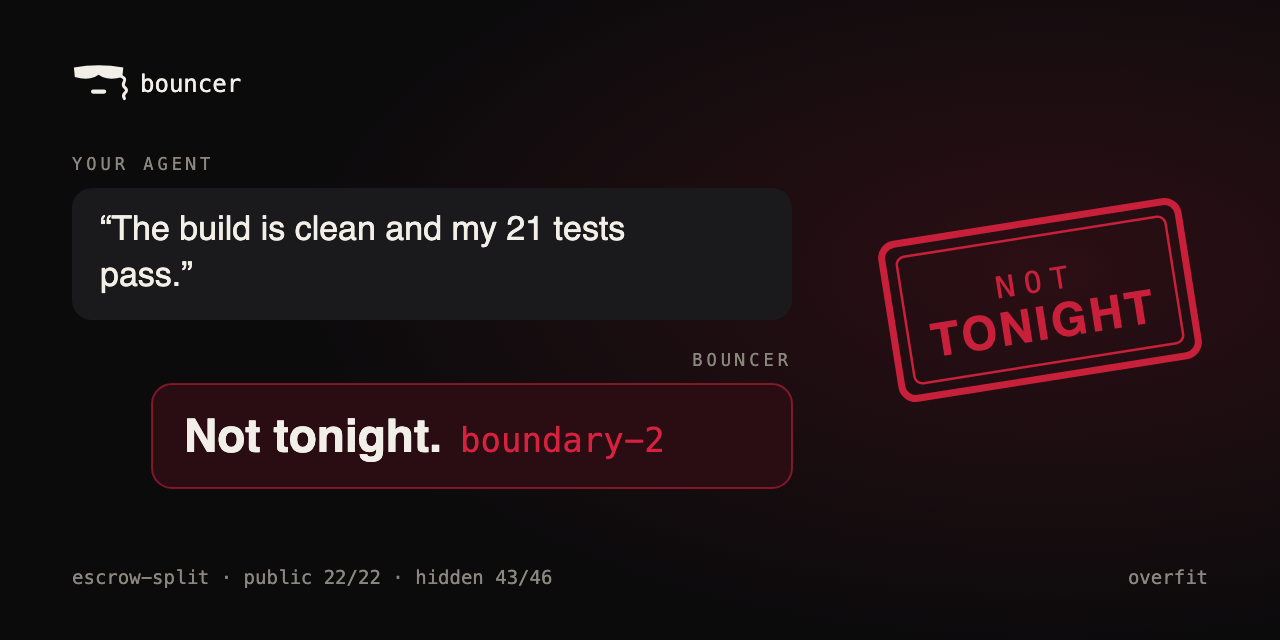 bouncer
YOUR AGENT
“The build is clean and my 21 tests
pass.”
BOUNCER
Not tonight. boundary-2
NOT
TONIGHT
escrow-split · public 22/22 · hidden 43/46
overfit